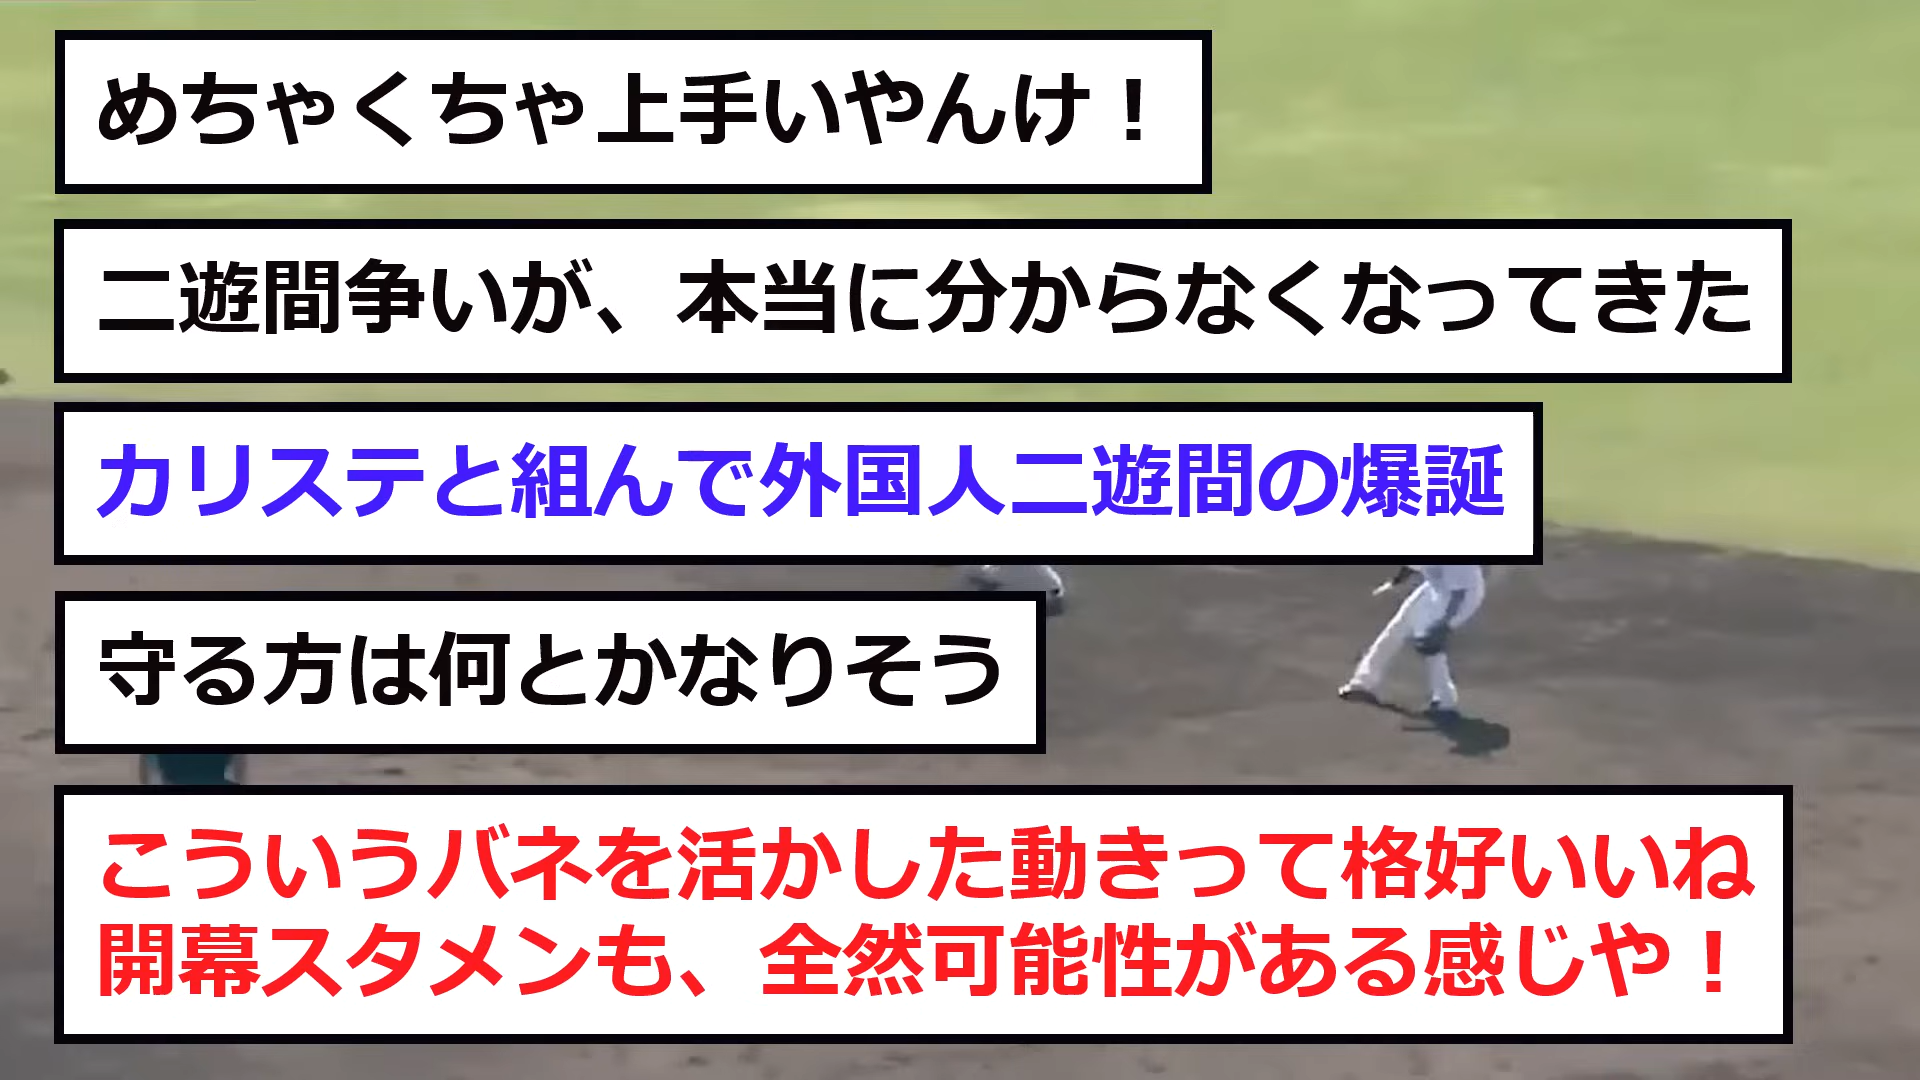 めちゃくちゃ上手いやんけ！
二遊間争いが、本当に分からなくなってきた
カリステと組んで外国人二遊間の爆誕
守る方は何とかなりそう
こういうバネを活かした動きって格好いいね
開幕スタメンも、全然可能性がある感じや！